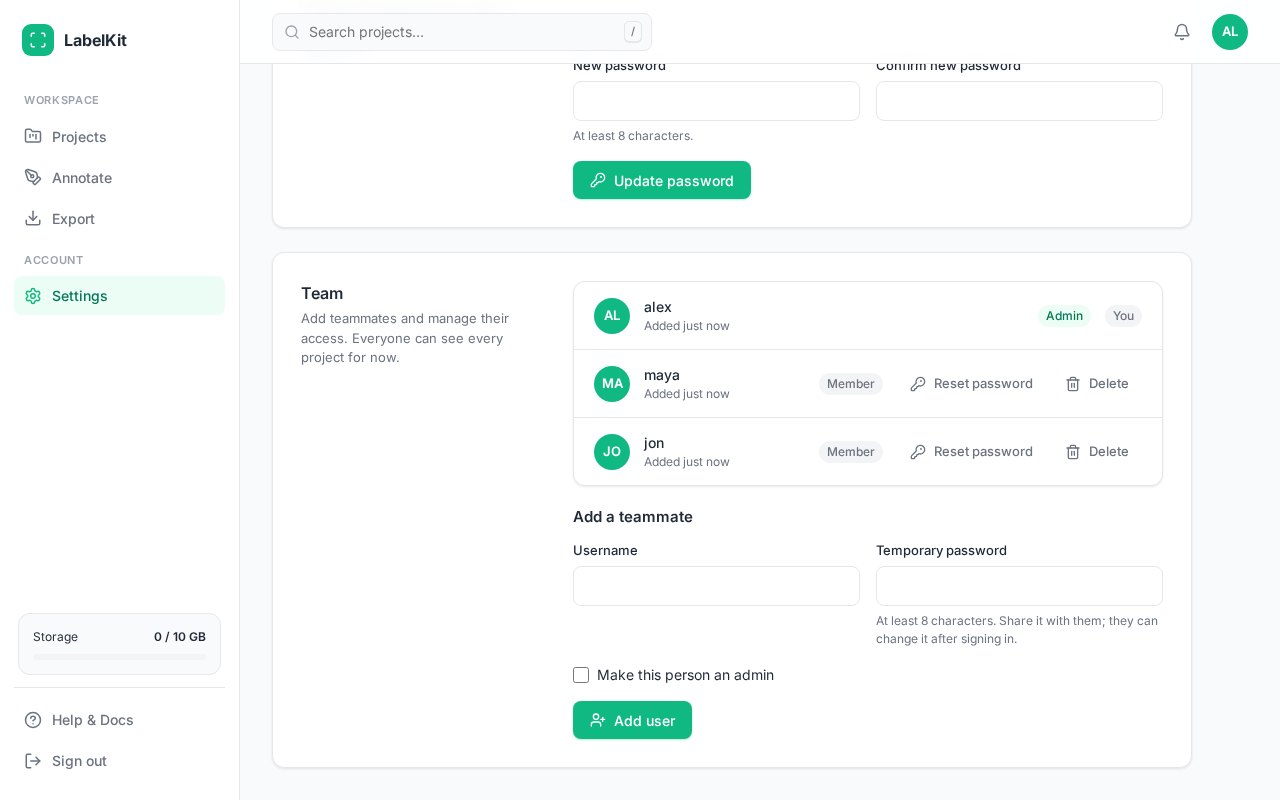 LabelKit
Search projects...
/
AL
WORKSPACE
Projects
Annotate
Export
ACCOUNT
Settings
Storage
0 / 10 GB
Help & Docs
Sign out
New password
Confirm new password
At least 8 characters.
Update password
Team
Add teammates and manage their
access. Everyone can see every
project for now.
AL
alex
Added just now
Admin
You
MA
maya
Added just now
Member
Reset password
Delete
JO
jon
Added just now
Member
Reset password
Delete
Add a teammate
Username
Temporary password
At least 8 characters. Share it with them; they can
change it after signing in.
Make this person an admin
Add user